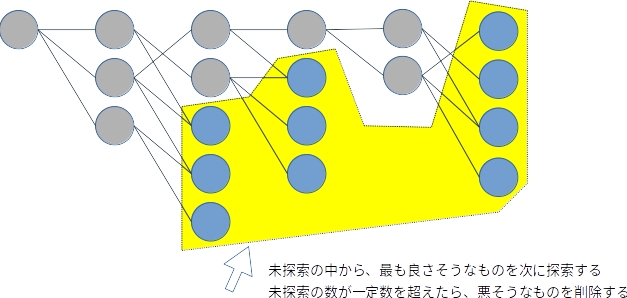 未探索の中から、最も良さそうなものを次に探索する
未探索の数が一定数を超えたら、悪そうなものを削除する